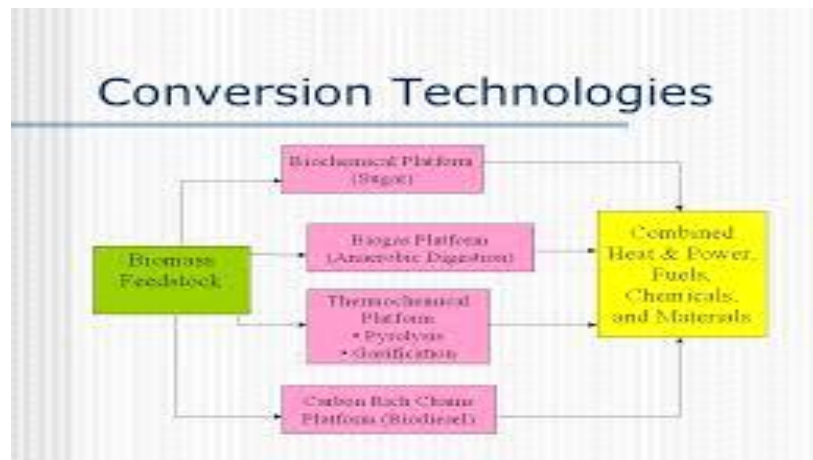 Conversion Technologies
Biochemical Platform
(Sugar)
Biogas Platform
(Anaerobic Digestion)
Biomass
Feedstock
Combined
Heat & Power,
Fuels,
Chemicals,
and Materials
Thermochemical
Platform
• Pyrolysis
• Gasification
Carbon Rich Chains
Platform (Biodiesel)